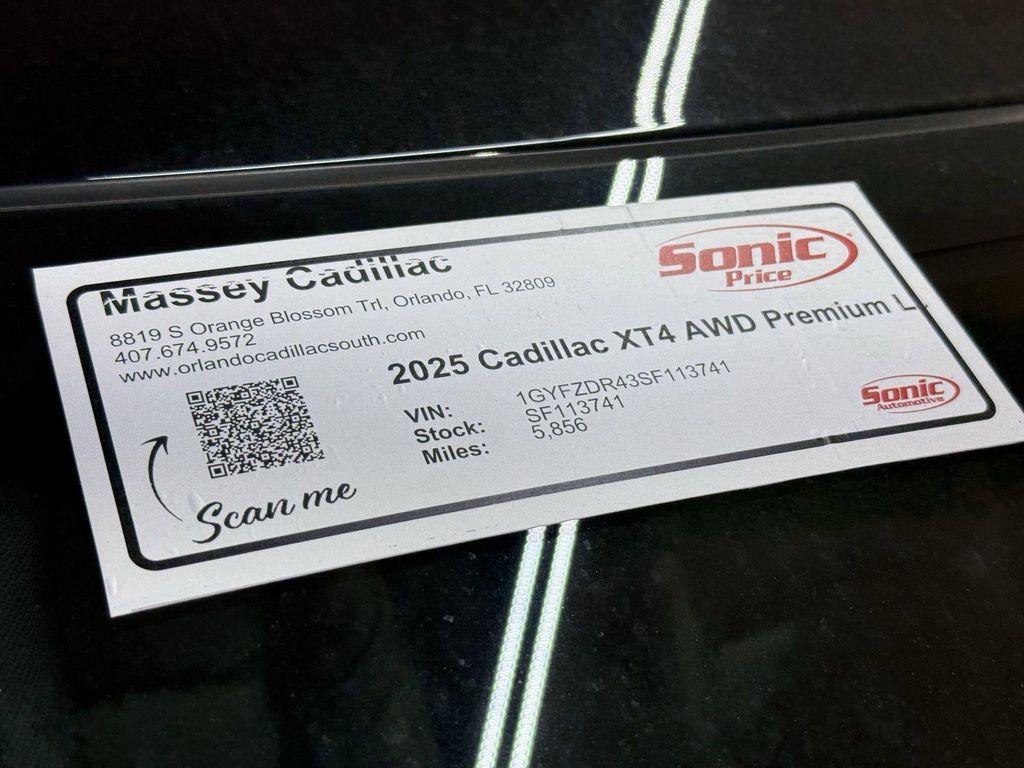 Massey Cadillac
8819 S Orange Blossom Trl, Orlando, FL 32809
407.674.9572
www.orlandocadillacsouth.com
Sonic
Price
2025 Cadillac XT4 AWD Premium L
VIN: 1GYFZDR43SF113741
Stock: SF113741
Miles: 5,856
Sonic
Automotive
Scan me